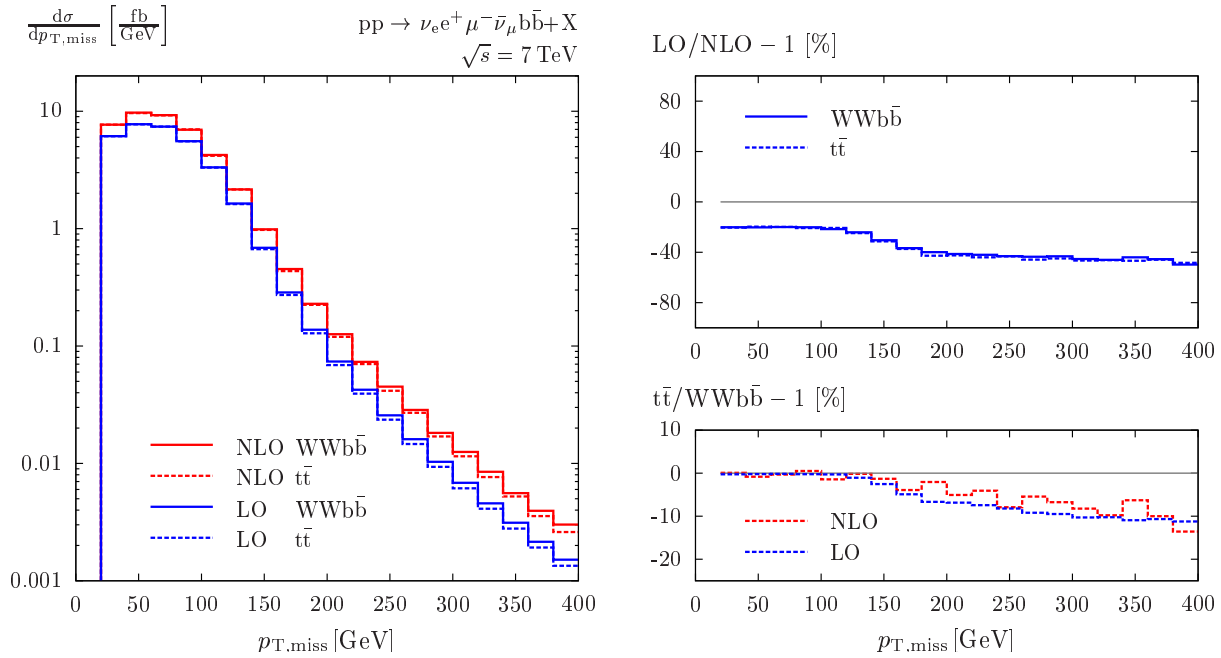 dσ/dp_T,miss [fb/GeV]
pp → ν_e e⁺ μ⁻ ν̄_μ bb̄+X
√s = 7 TeV
10
1
0.1
0.01
0.001
NLO WWbb̄
NLO tt̄
LO WWbb̄
LO tt̄
0 50 100 150 200 250 300 350 400
p_T,miss [GeV]
LO/NLO − 1 [%]
80
40
0
-40
-80
WWbb̄
tt̄
0 50 100 150 200 250 300 350 400
tt̄/WWbb̄ − 1 [%]
10
0
-10
-20
NLO
LO
0 50 100 150 200 250 300 350 400
p_T,miss [GeV]